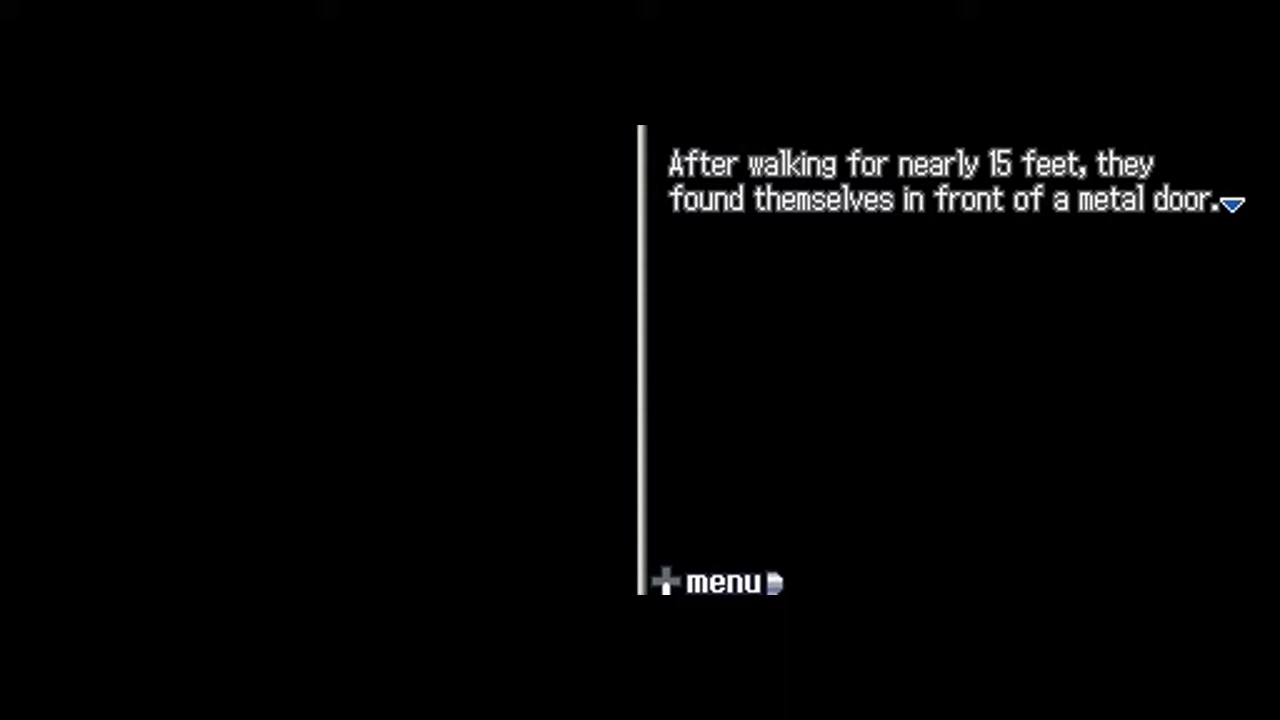 After walking for nearly 15 feet, they
found themselves in front of a metal door.
menu